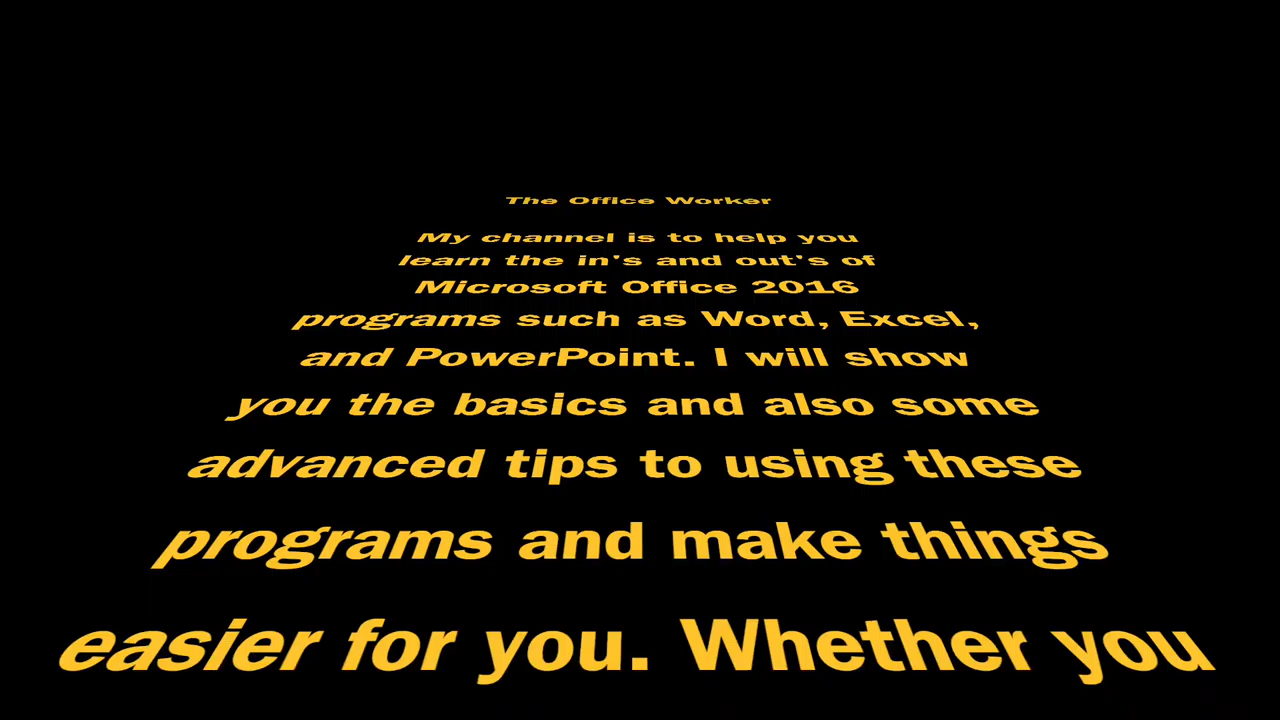 The Office Worker
My channel is to help you
learn the in's and out's of
Microsoft Office 2016
programs such as Word, Excel,
and PowerPoint. I will show
you the basics and also some
advanced tips to using these
programs and make things
easier for you. Whether you